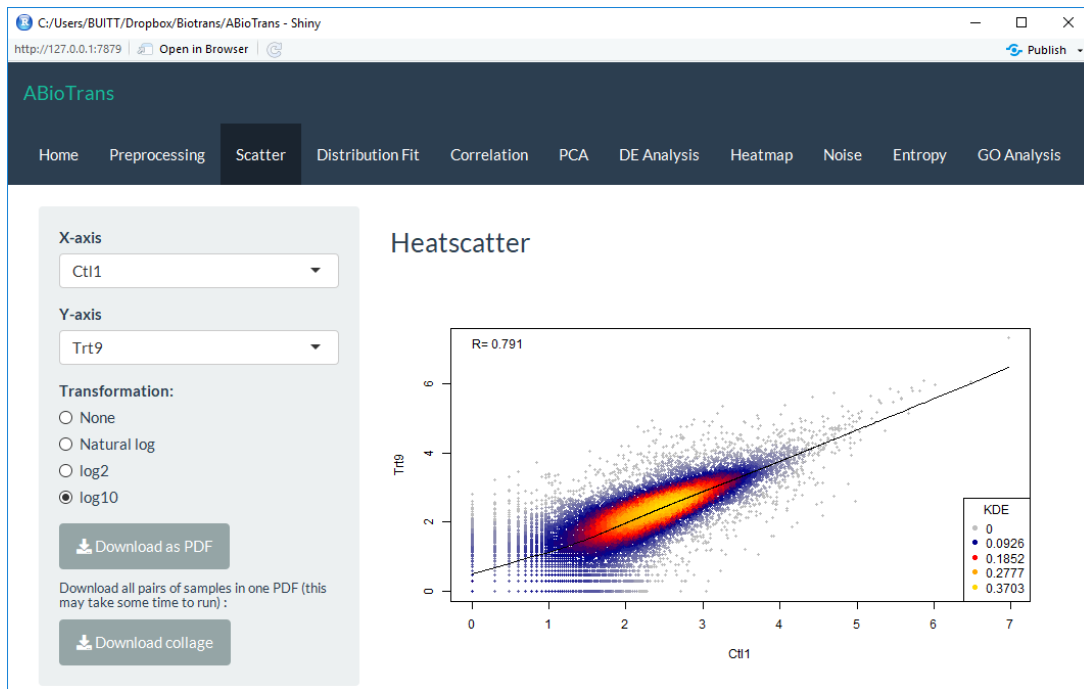 C:/Users/BUITT/Dropbox/Biotrans/ABioTrans - Shiny
http://127.0.0.1:7879 Open in Browser Publish
ABioTrans
Home Preprocessing Scatter Distribution Fit Correlation PCA DE Analysis Heatmap Noise Entropy GO Analysis
X-axis
Ctl1
Y-axis
Trt9
Transformation:
None
Natural log
log2
log10
Download as PDF
Download all pairs of samples in one PDF (this
may take some time to run) :
Download collage
Heatscatter
R= 0.791
6
4
2
0
Trt9
KDE
0
0.0926
0.1852
0.2777
0.3703
0 1 2 3 4 5 6 7
Ctl1